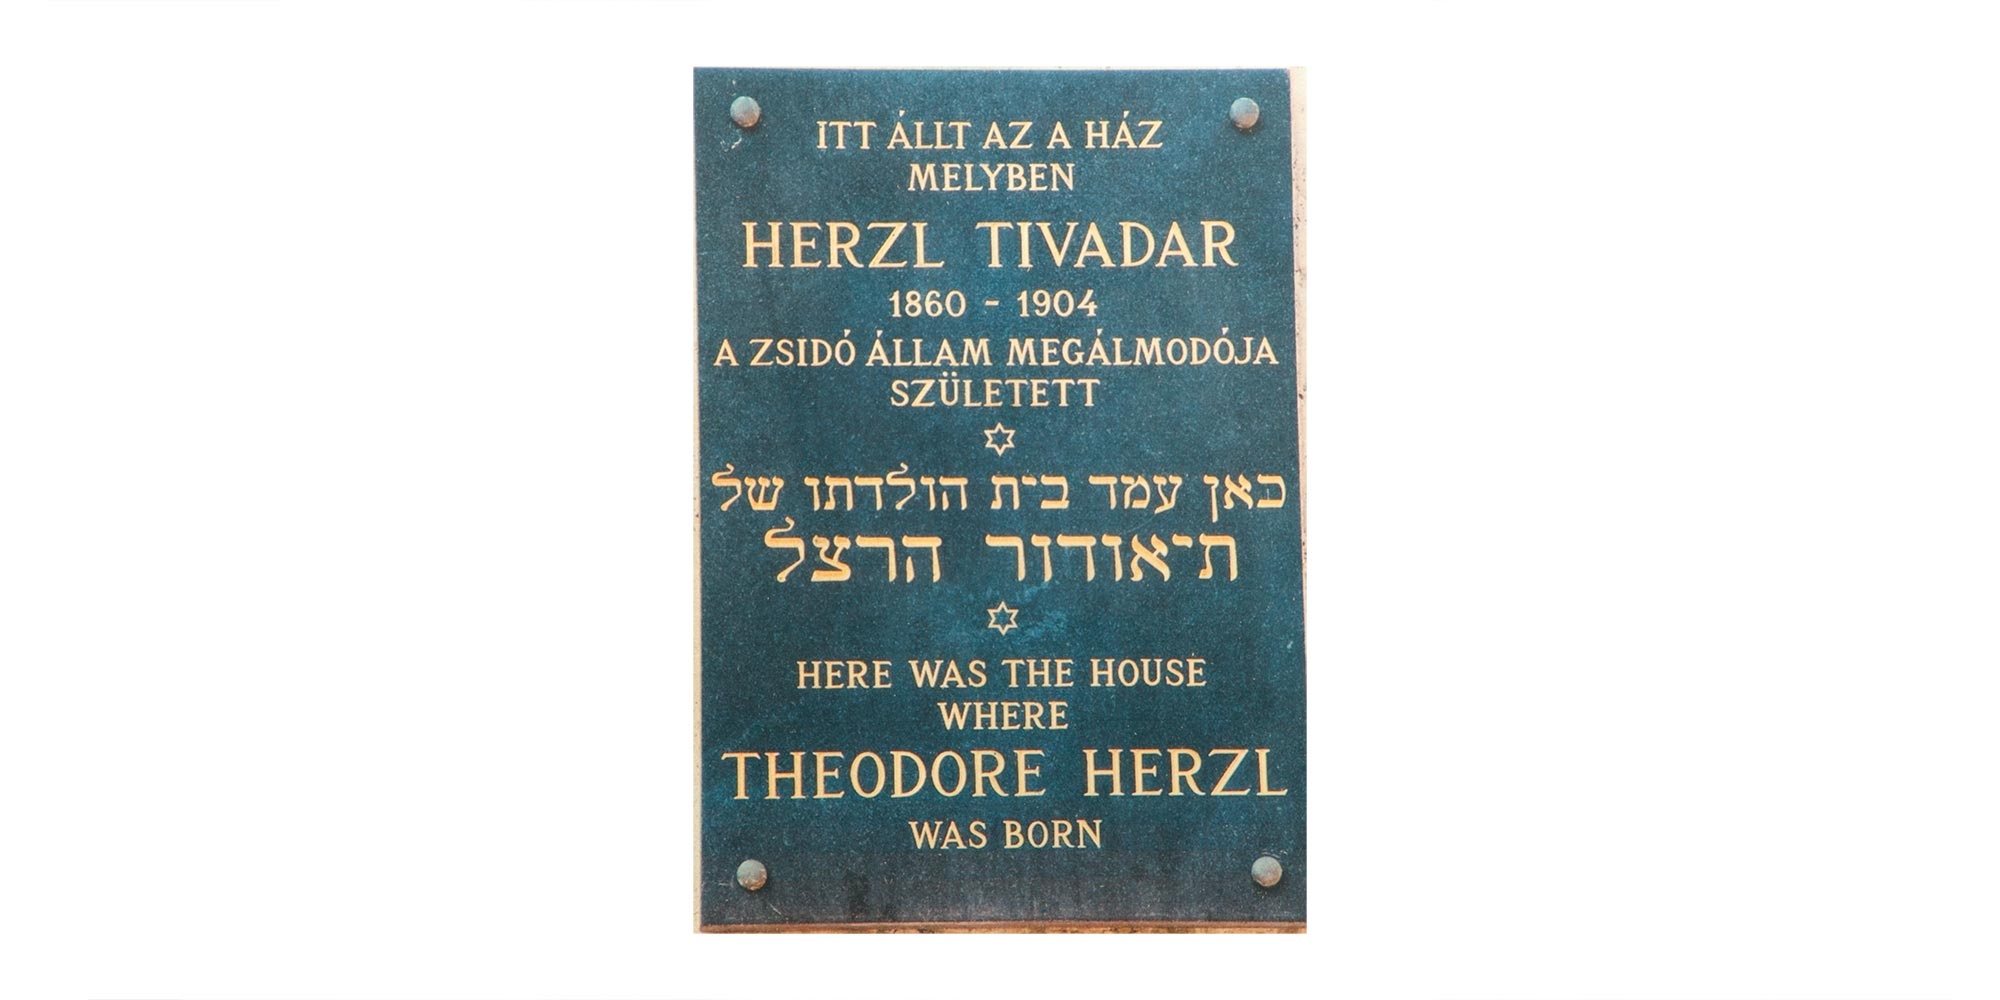 ITT ÁLLT AZ A HÁZ
MELYBEN
HERZL TIVADAR
1860 - 1904
A ZSIDÓ ÁLLAM MEGÁLMODÓJA
SZÜLETETT
כאן עמד בית הולדתו של
תיאודור הרצל
HERE WAS THE HOUSE
WHERE
THEODORE HERZL
WAS BORN